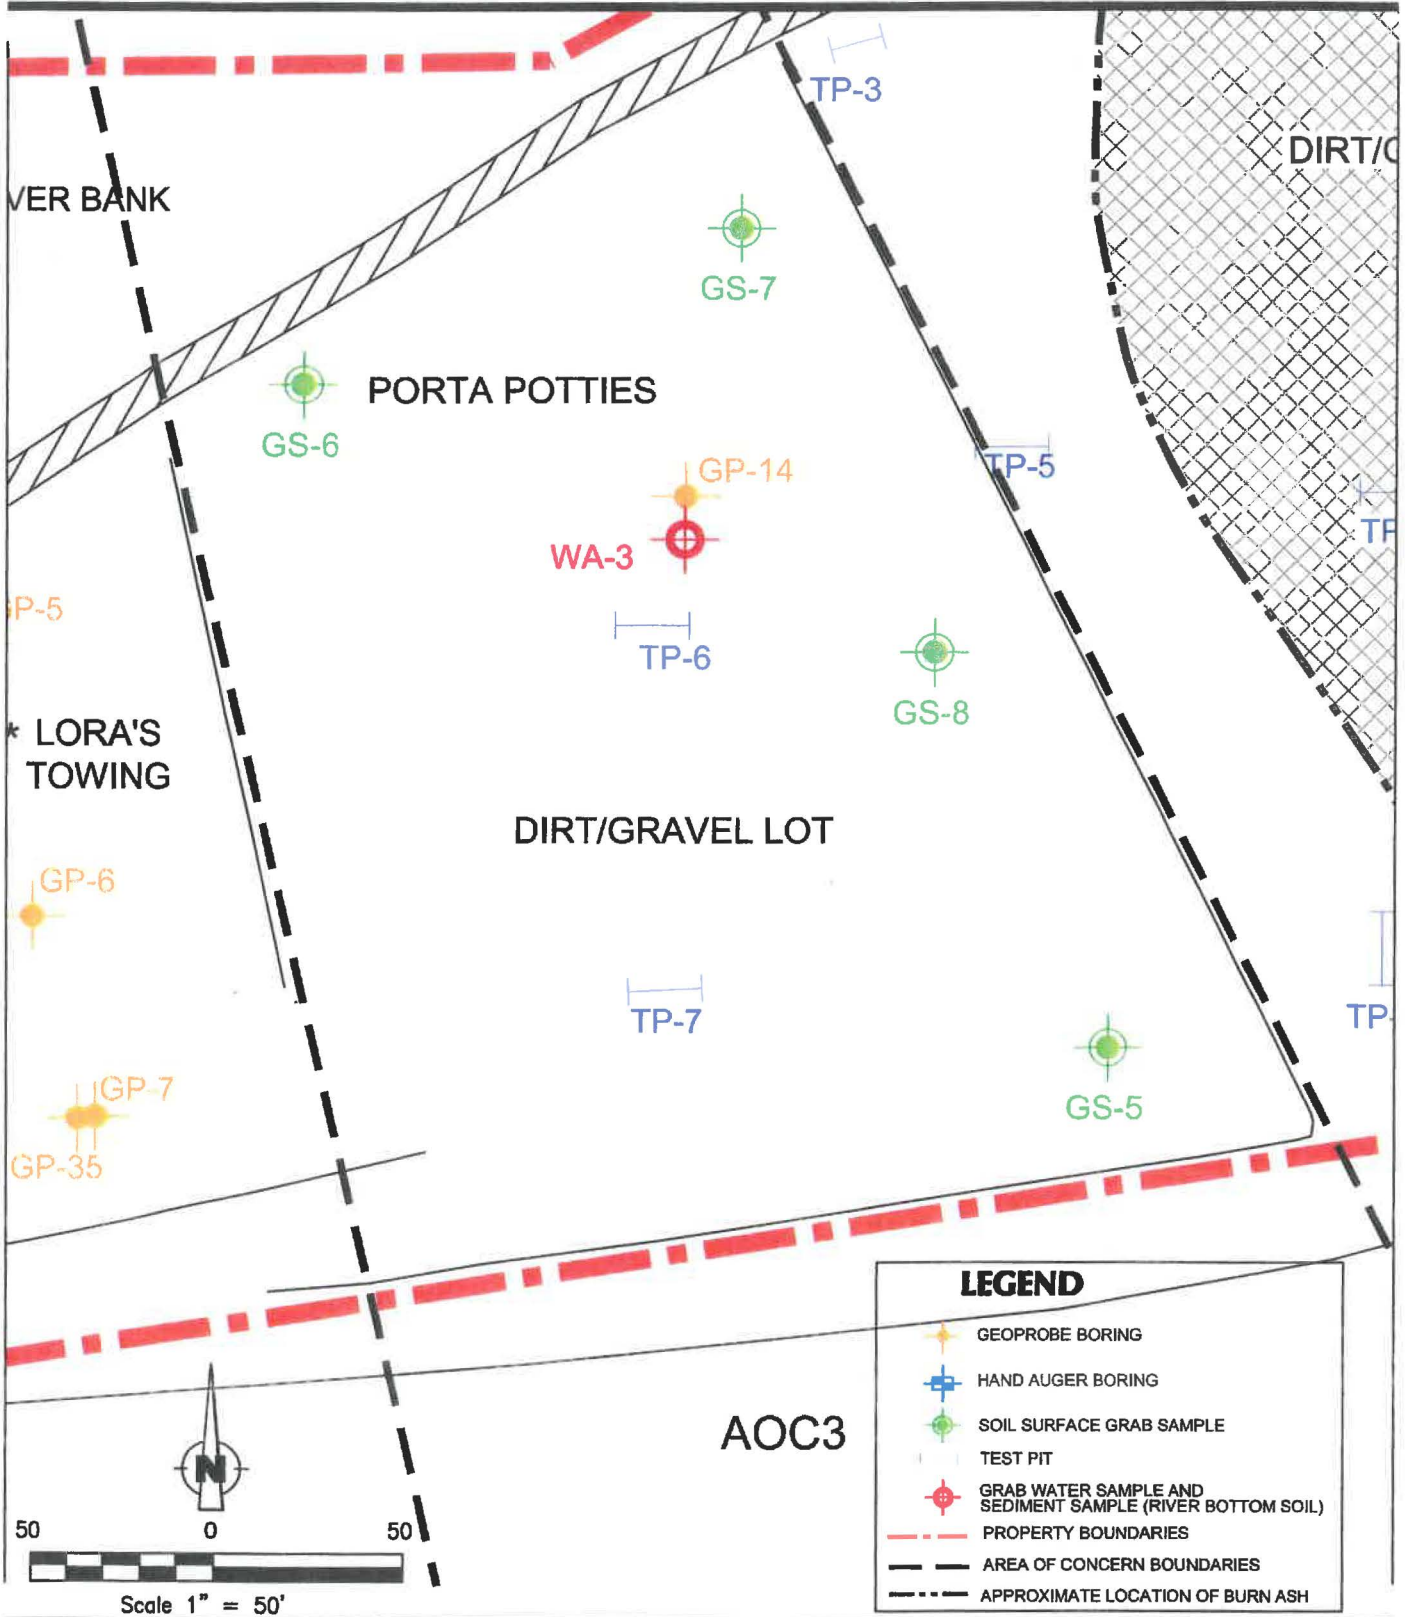 TP-3
DIRT/G
VER BANK
GS-7
PORTA POTTIES
GS-6
GP-14
TP-5
WA-3
TP
GP-5
TP-6
GS-8
* LORA'S
TOWING
DIRT/GRAVEL LOT
GP-6
TP-7
TP-
GS-5
GP-7
GP-35
LEGEND
GEOPROBE BORING
HAND AUGER BORING
SOIL SURFACE GRAB SAMPLE
TEST PIT
GRAB WATER SAMPLE AND
SEDIMENT SAMPLE (RIVER BOTTOM SOIL)
PROPERTY BOUNDARIES
AREA OF CONCERN BOUNDARIES
APPROXIMATE LOCATION OF BURN ASH
AOC3
N
50 0 50
Scale 1" = 50'